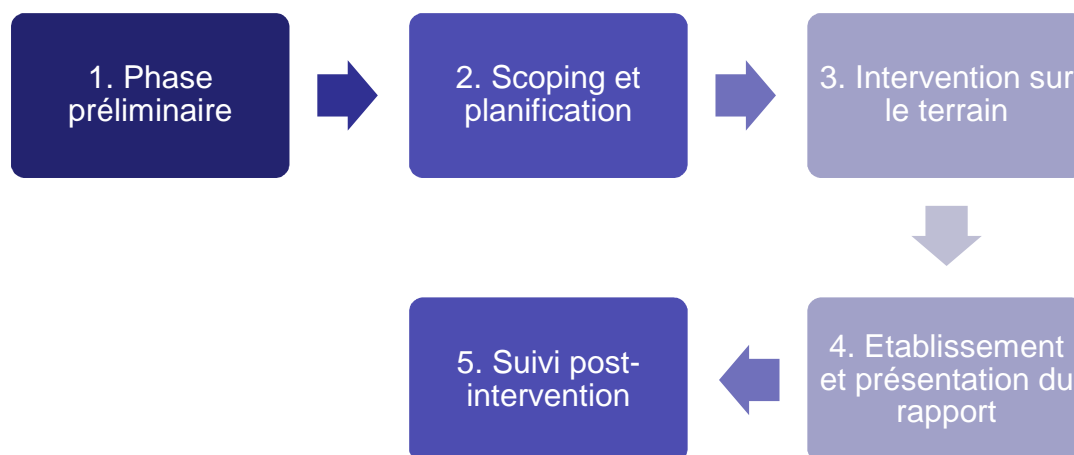 1. Phase
préliminaire
2. Scoping et
planification
3. Intervention sur
le terrain
4. Etablissement
et présentation du
rapport
5. Suivi post-
intervention